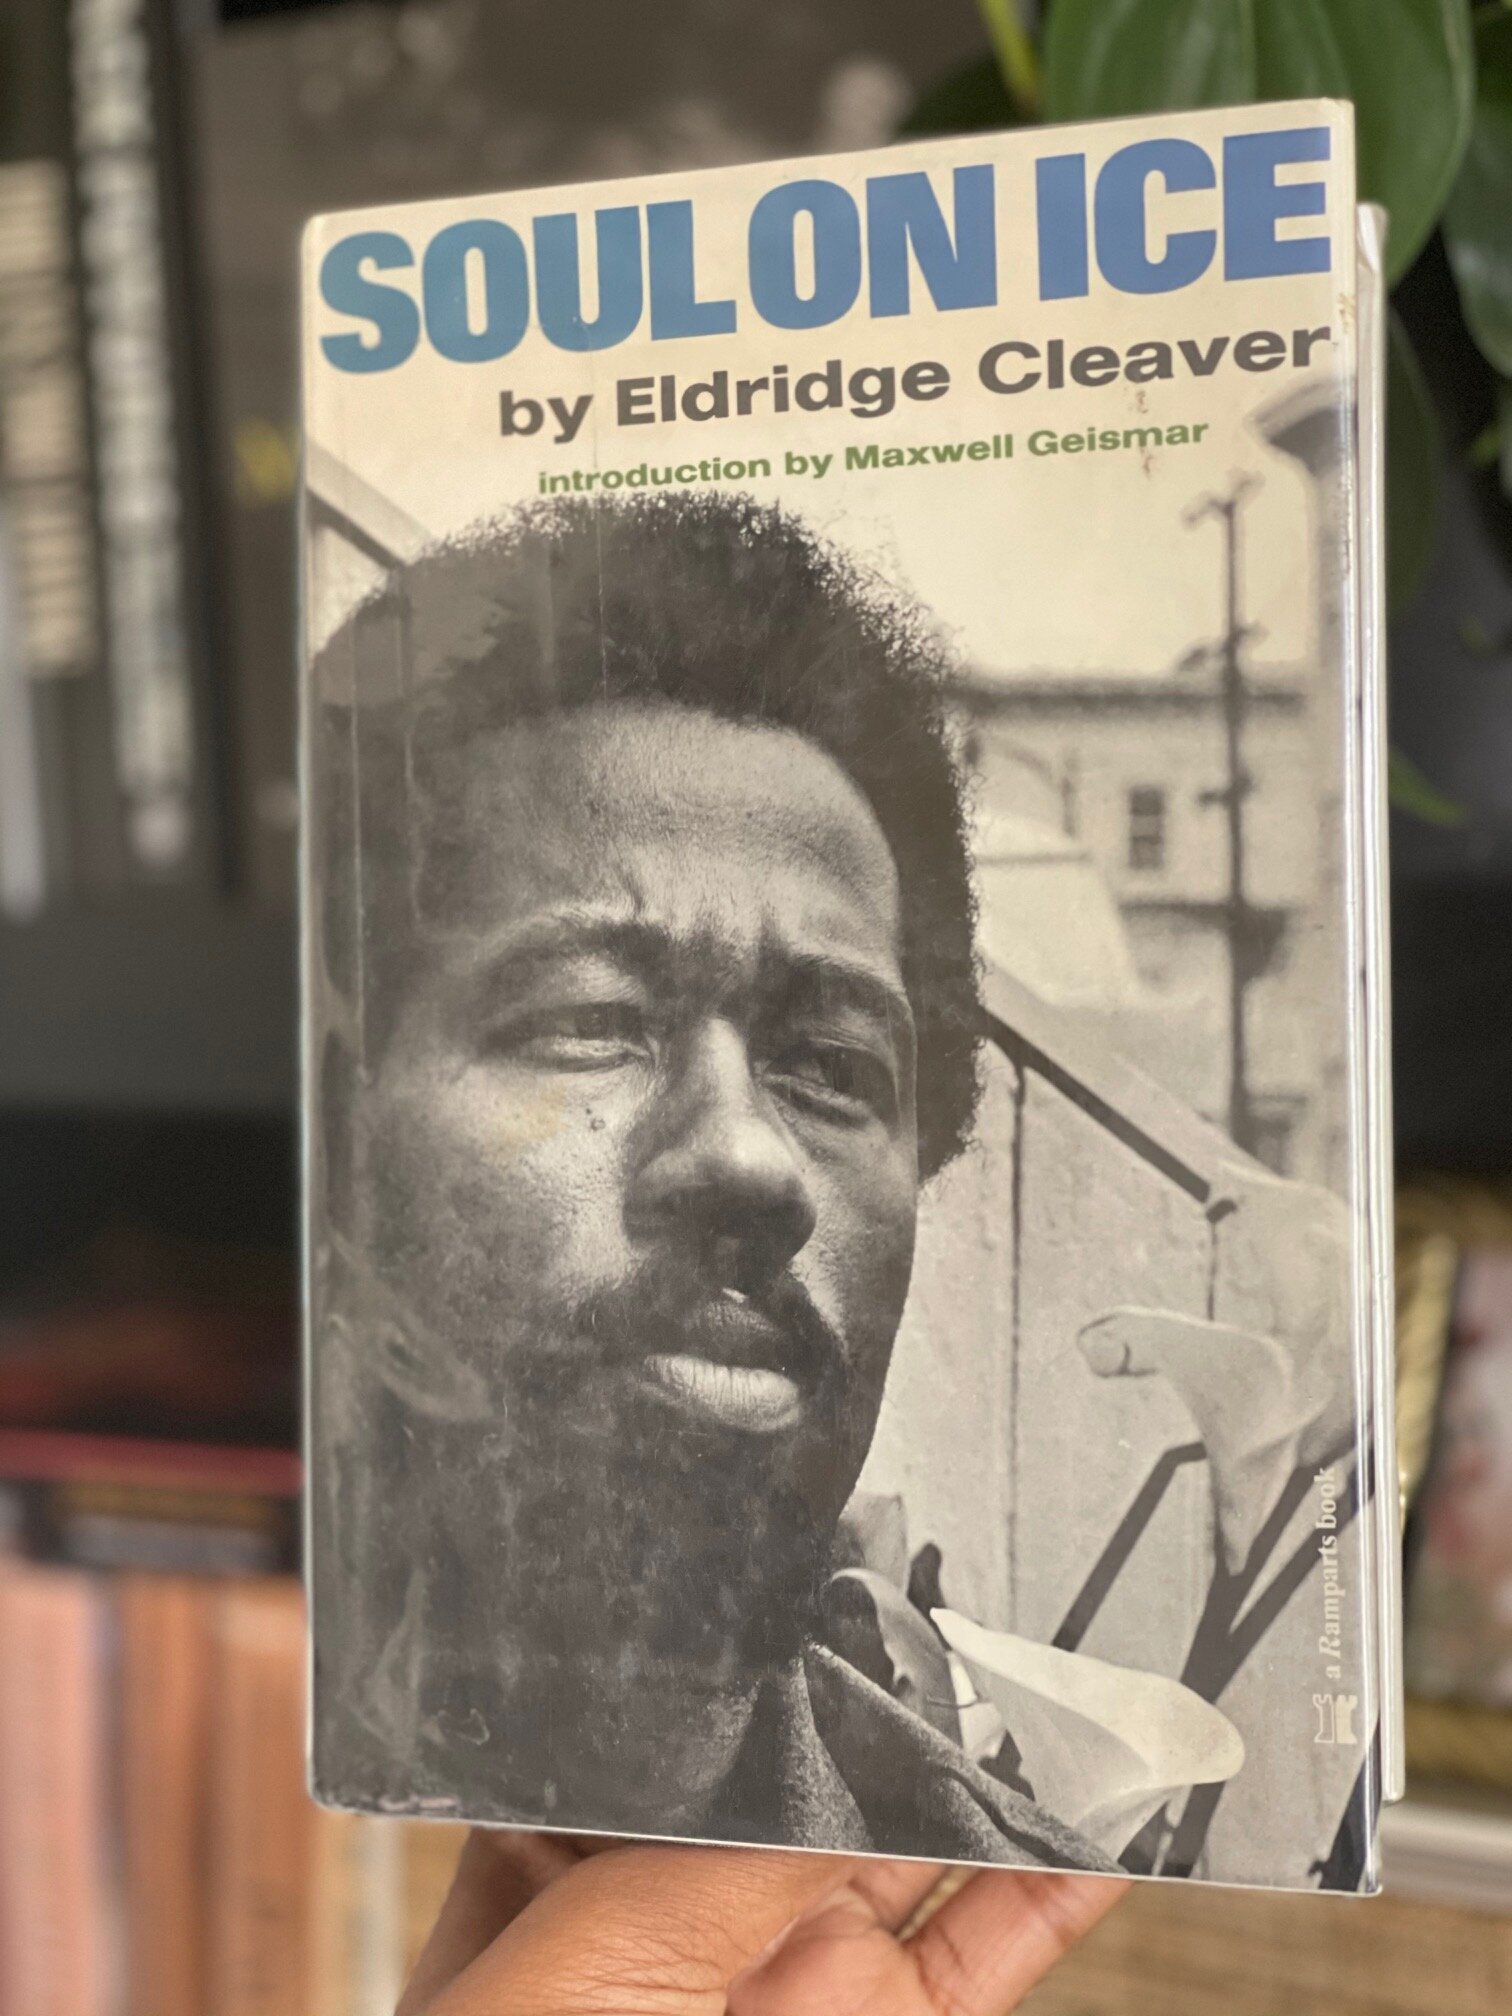 SOUL ON ICE
by Eldridge Cleaver
introduction by Maxwell Geismar
a Ramparts book